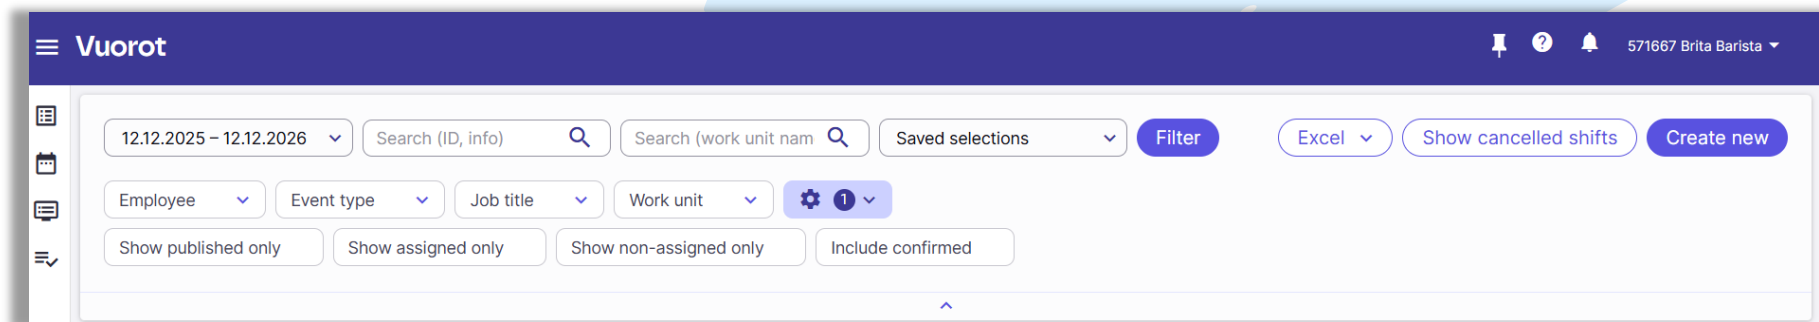 Vuorot
571667 Brita Barista
12.12.2025 – 12.12.2026
Search (ID, info)
Search (work unit nam
Saved selections
Filter
Excel
Show cancelled shifts
Create new
Employee
Event type
Job title
Work unit
1
Show published only
Show assigned only
Show non-assigned only
Include confirmed